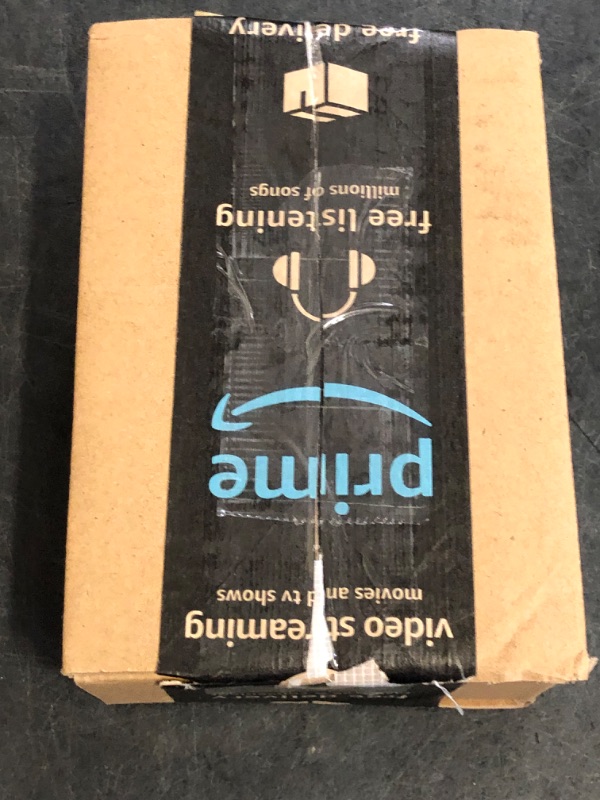 video streaming
movies and tv shows
prime
free listening
millions of songs
free delivery